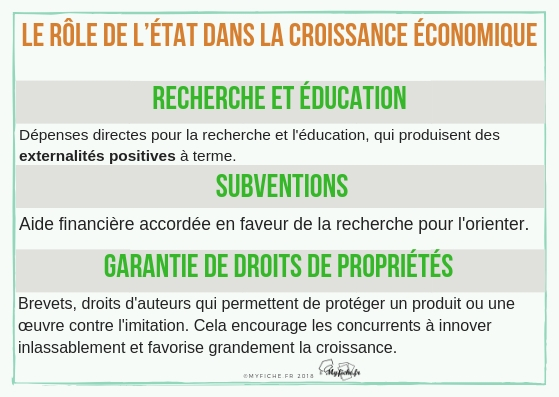 LE RÔLE DE L'ÉTAT DANS LA CROISSANCE ÉCONOMIQUE
RECHERCHE ET ÉDUCATION
Dépenses directes pour la recherche et l'éducation, qui produisent des
externalités positives à terme.
SUBVENTIONS
Aide financière accordée en faveur de la recherche pour l'orienter.
GARANTIE DE DROITS DE PROPRIÉTÉS
Brevets, droits d'auteurs qui permettent de protéger un produit ou une
œuvre contre l'imitation. Cela encourage les concurrents à innover
inlassablement et favorise grandement la croissance.
©MYFICHE.FR 2018 MyFiche.fr